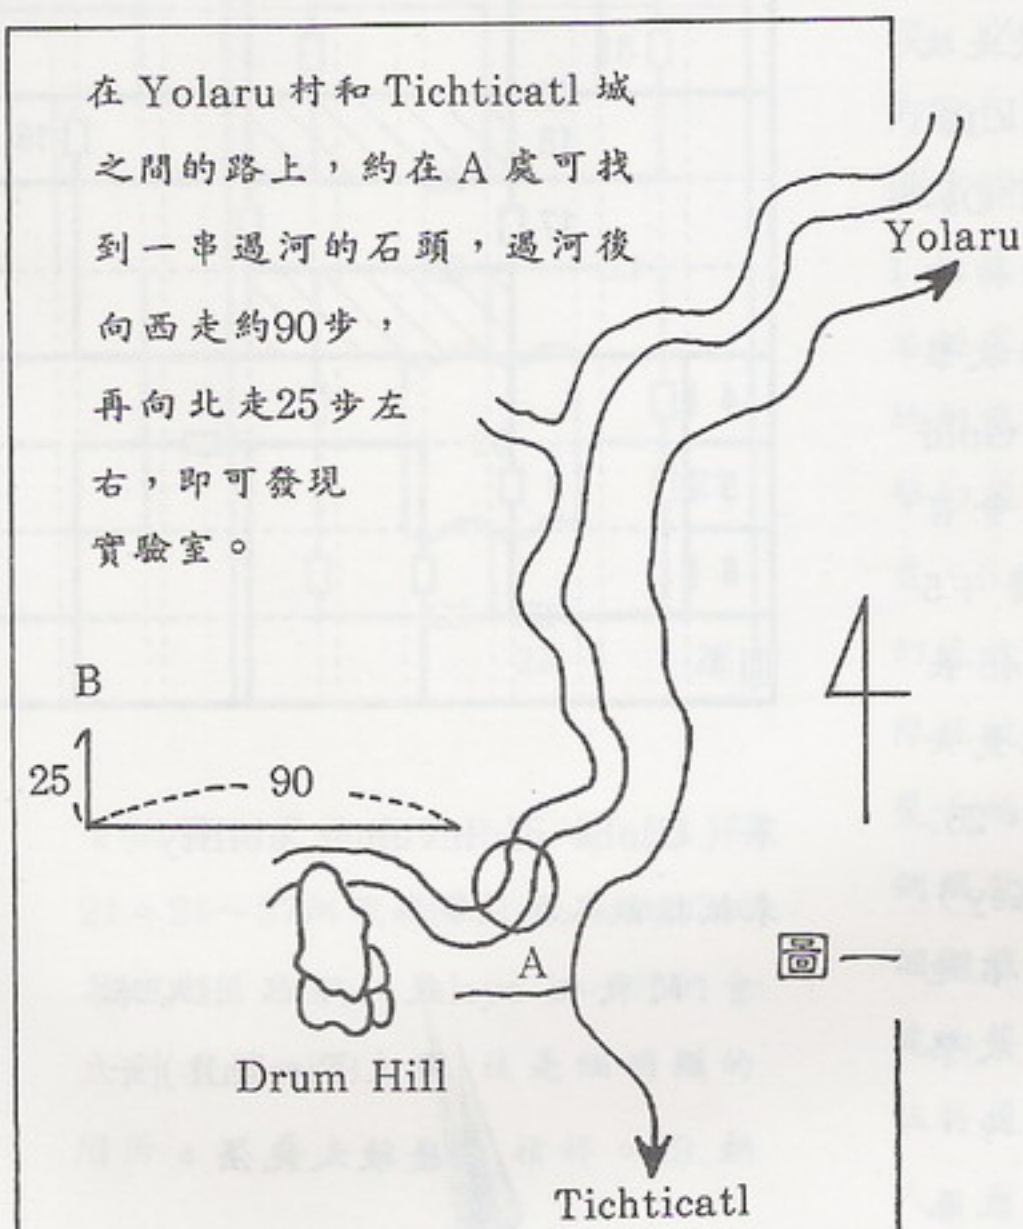 在 Yolaru 村和 Tichticatl 城
之間的路上，約在 A 處可找
到一串過河的石頭，過河後
向西走約90步，
再向北走25步左
右，即可發現
實驗室。
Yolaru
B
25
90
A
圖一
Drum Hill
Tichticatl